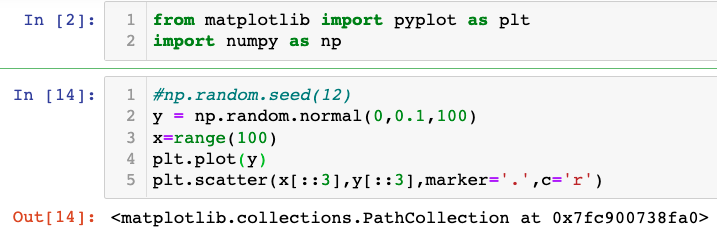 In [2]:
1 from matplotlib import pyplot as plt
2 import numpy as np
In [14]:
1 #np.random.seed(12)
2 y = np.random.normal(0,0.1,100)
3 x=range(100)
4 plt.plot(y)
5 plt.scatter(x[::3],y[::3],marker='.',c='r')
Out[14]: <matplotlib.collections.PathCollection at 0x7fc900738fa0>